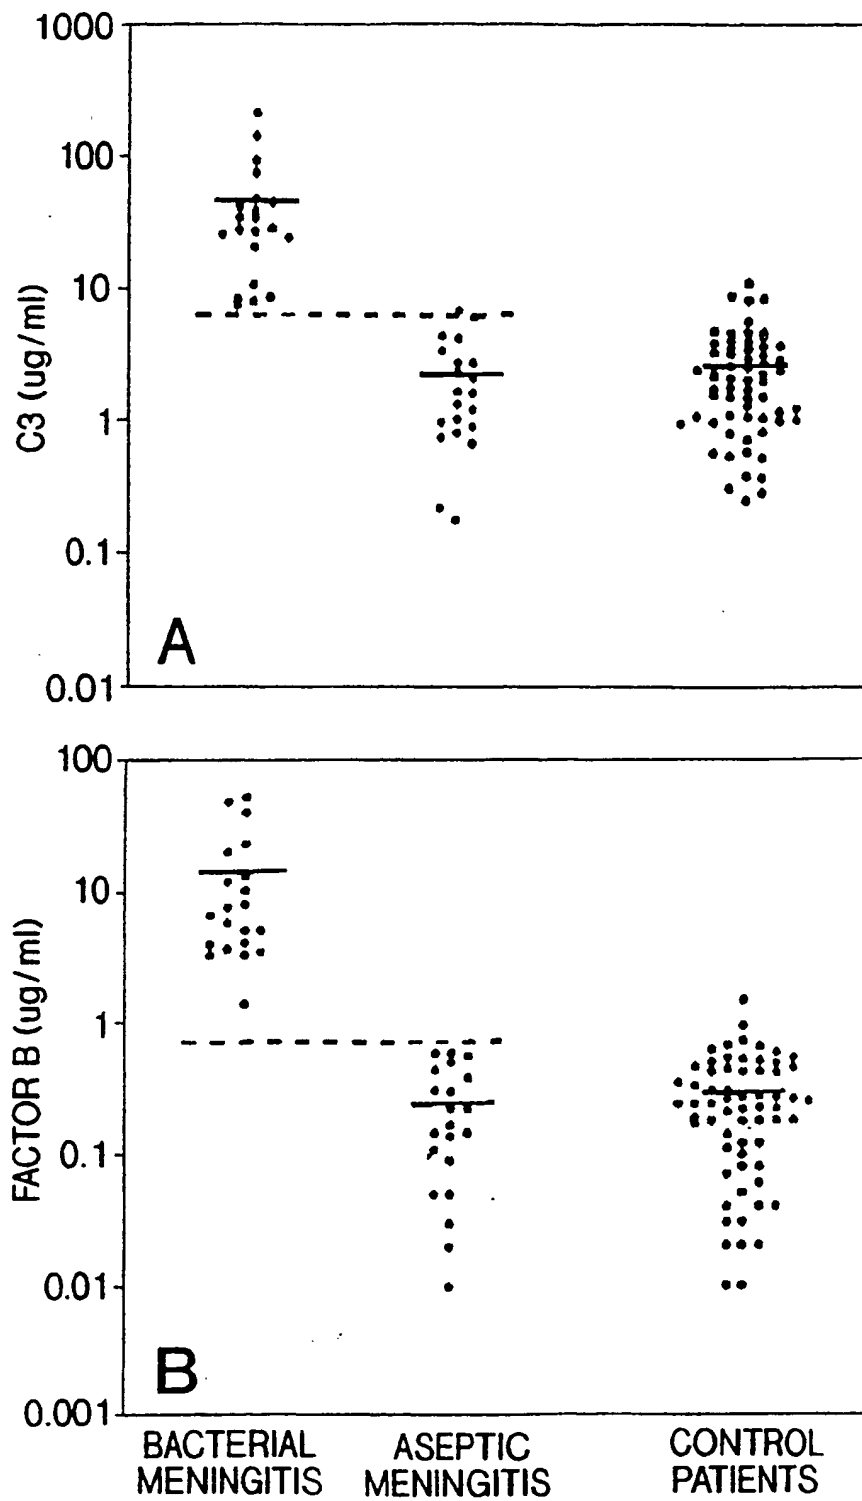 1000
100
10
1
0.1
0.01
C3 (ug/ml)
A
100
10
1
0.1
0.01
0.001
FACTOR B (ug/ml)
B
BACTERIAL
MENINGITIS
ASEPTIC
MENINGITIS
CONTROL
PATIENTS